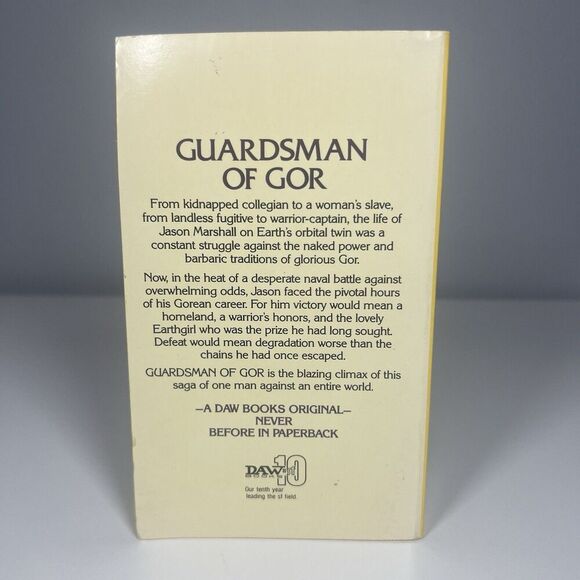 GUARDSMAN
OF GOR
From kidnapped collegian to a woman's slave,
from landless fugitive to warrior-captain, the life of
Jason Marshall on Earth's orbital twin was a
constant struggle against the naked power and
barbaric traditions of glorious Gor.
Now, in the heat of a desperate naval battle against
overwhelming odds, Jason faced the pivotal hours
of his Gorean career. For him victory would mean a
homeland, a warrior's honors, and the lovely
Earthgirl who was the prize he had long sought.
Defeat would mean degradation worse than the
chains he had once escaped.
GUARDSMAN OF GOR is the blazing climax of this
saga of one man against an entire world.
—A DAW BOOKS ORIGINAL—
NEVER
BEFORE IN PAPERBACK
DAW 10
BOOKS
Our tenth year
leading the sf field.